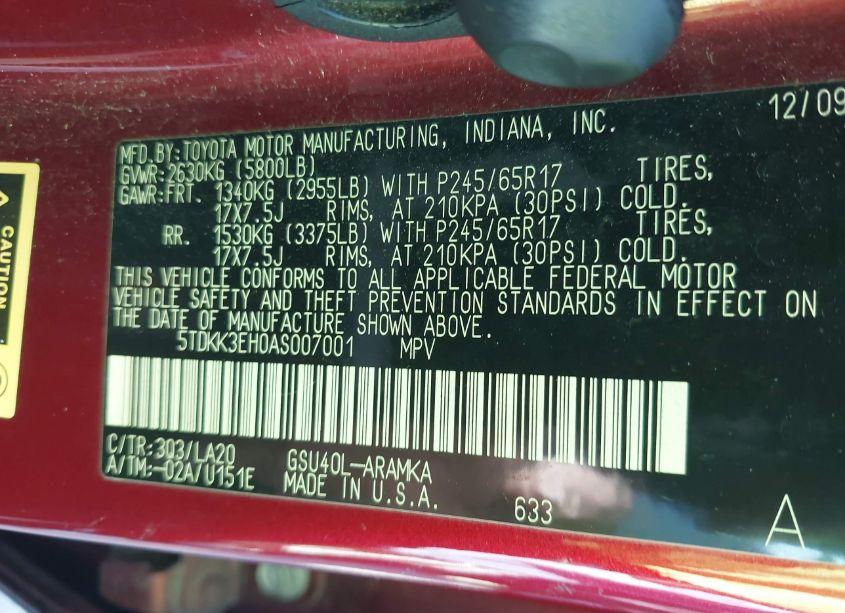 12/09
MFD.BY:TOYOTA MOTOR MANUFACTURING, INDIANA, INC.
GVWR:2630KG (5800LB)
GAWR:FRT. 1340KG (2955LB) WITH P245/65R17 TIRES,
17X7.5J RIMS, AT 210KPA (30PSI) COLD.
RR. 1530KG (3375LB) WITH P245/65R17 TIRES,
17X7.5J RIMS, AT 210KPA (30PSI) COLD.
THIS VEHICLE CONFORMS TO ALL APPLICABLE FEDERAL MOTOR
VEHICLE SAFETY AND THEFT PREVENTION STANDARDS IN EFFECT ON
THE DATE OF MANUFACTURE SHOWN ABOVE.
5TDKK3EH0AS007001 MPV
C/TR:3Q3/LA20 GSU40L-ARAMKA
A/TM:-02A/U151E MADE IN U.S.A.
633
A
CAUTION